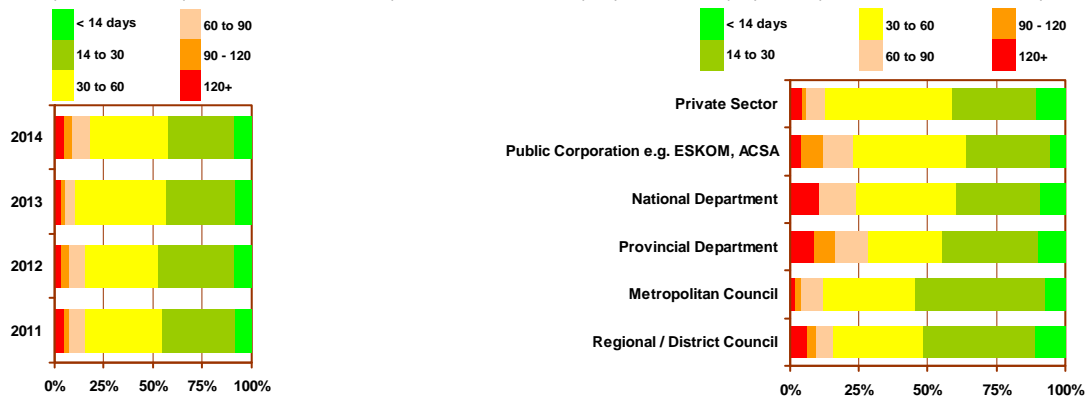 < 14 days
60 to 90
14 to 30
90 - 120
30 to 60
120+
2014
2013
2012
2011
0% 25% 50% 75% 100%
< 14 days
30 to 60
90 - 120
14 to 30
60 to 90
120+
Private Sector
Public Corporation e.g. ESKOM, ACSA
National Department
Provincial Department
Metropolitan Council
Regional / District Council
0% 25% 50% 75% 100%